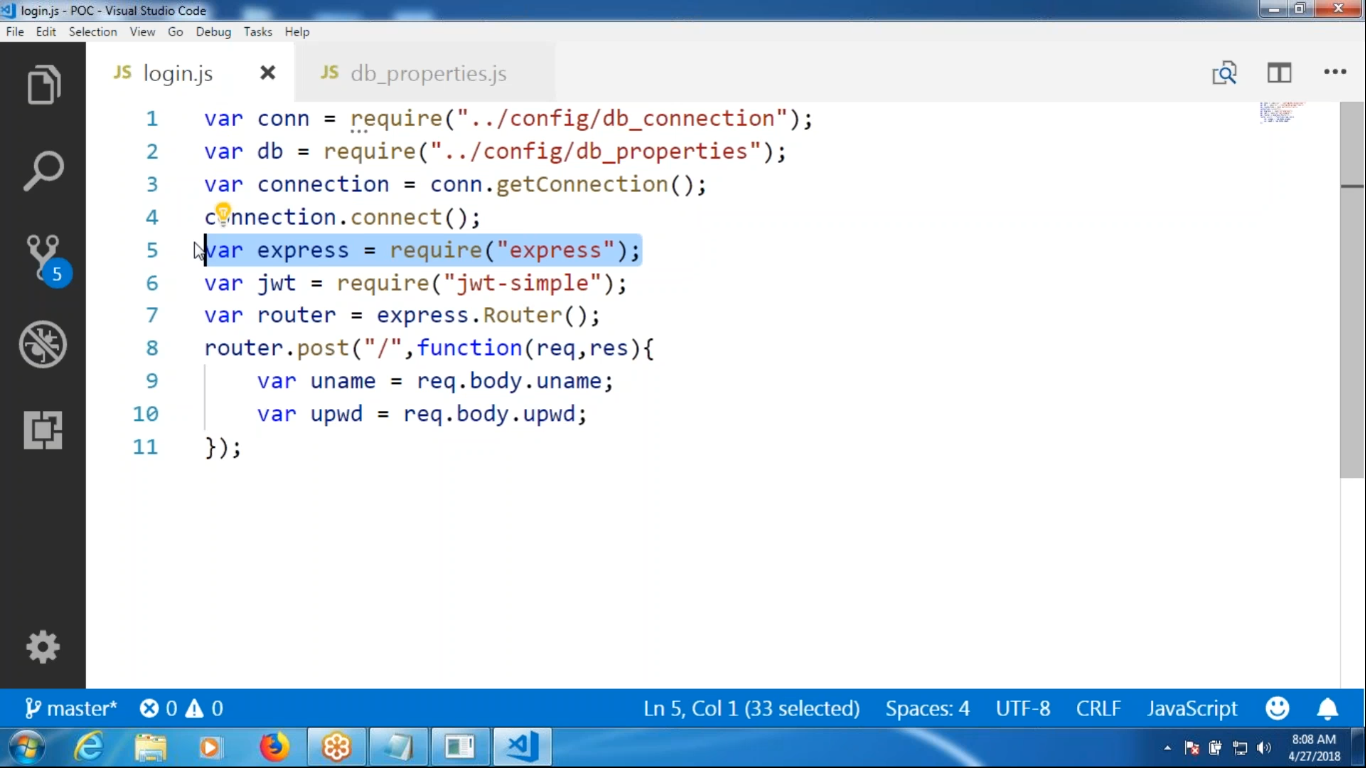 login.js - POC - Visual Studio Code
File Edit Selection View Go Debug Tasks Help
JS login.js JS db_properties.js
1 var conn = require("../config/db_connection");
2 var db = require("../config/db_properties");
3 var connection = conn.getConnection();
4 connection.connect();
5 var express = require("express");
6 var jwt = require("jwt-simple");
7 var router = express.Router();
8 router.post("/",function(req,res){
9 var uname = req.body.uname;
10 var upwd = req.body.upwd;
11 });
5
master* 0 0 Ln 5, Col 1 (33 selected) Spaces: 4 UTF-8 CRLF JavaScript
8:08 AM
4/27/2018